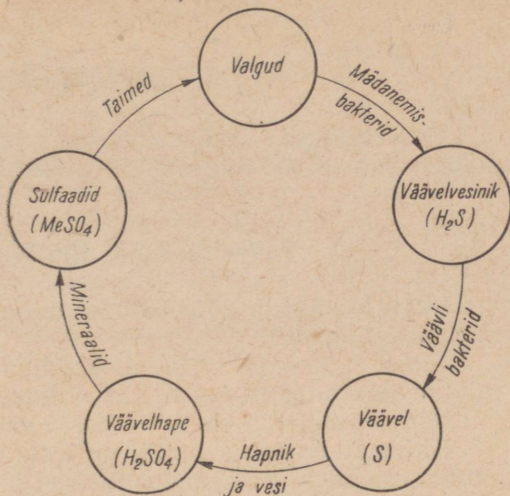 Valgud
Mädanemis-
bakterid
Väävelvesinik
(H₂S)
Väävli
bakterid
Väävel
(S)
Hapnik
ja vesi
Väävelhape
(H₂SO₄)
Mineraalid
Sulfaadid
(MeSO₄)
Taimed